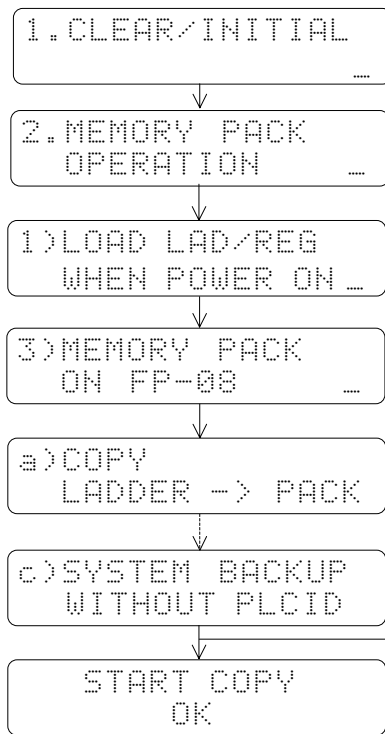 1.CLEAR/INITIAL
_
2.MEMORY PACK
OPERATION _
1)LOAD LAD/REG
WHEN POWER ON _
3)MEMORY PACK
ON FP-08 _
a)COPY
LADDER -> PACK
c)SYSTEM BACKUP
WITHOUT PLCID
START COPY
OK